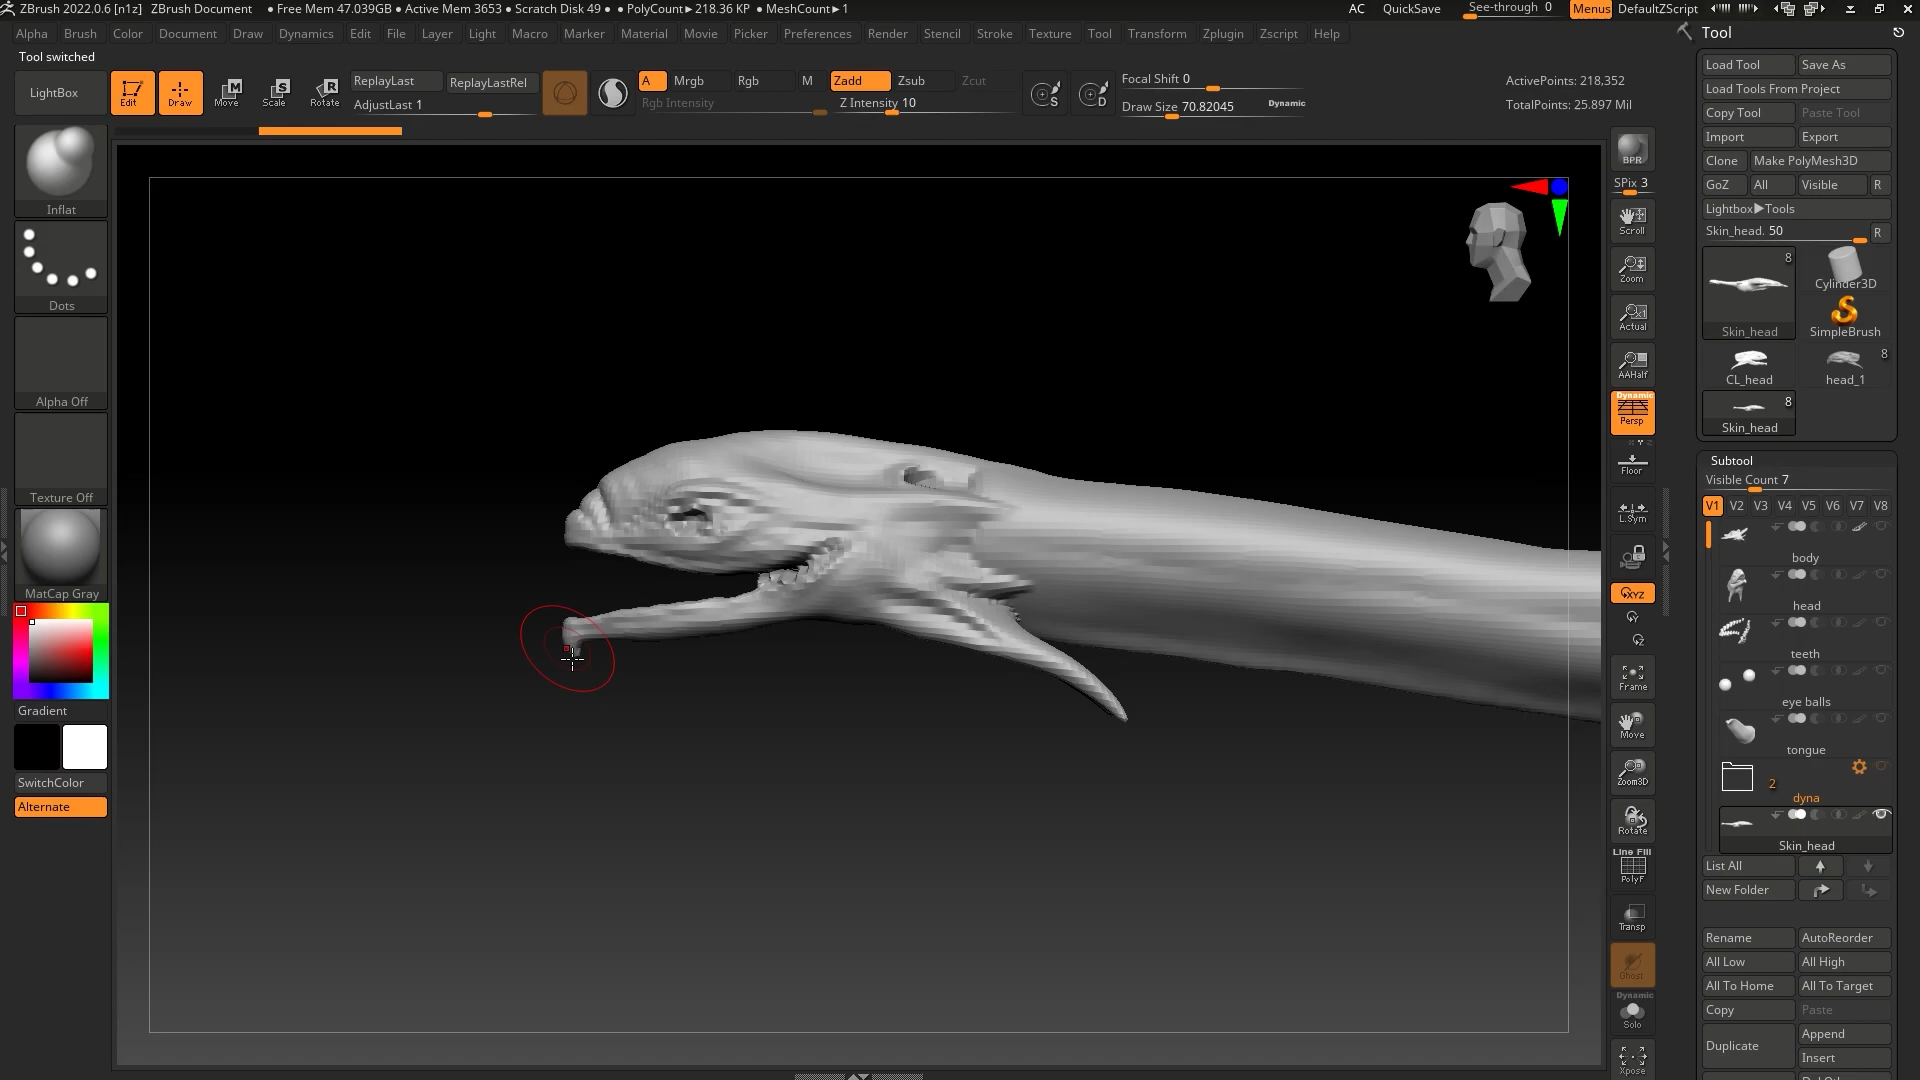 ZBrush 2022.0.6 [n1z] ZBrush Document ● Free Mem 47.039GB ● Active Mem 3653 ● Scratch Disk 49 ● ● PolyCount▶218.36 KP ● MeshCount▶1 AC QuickSave See-through 0 Menus DefaultZScript
Alpha Brush Color Document Draw Dynamics Edit File Layer Light Macro Marker Material Movie Picker Preferences Render Stencil Stroke Texture Tool Transform Zplugin Zscript Help
Tool
Tool switched
LightBox
Edit
Draw
Move
Scale
Rotate
ReplayLast
ReplayLastRel
AdjustLast 1
A
Mrgb
Rgb
M
Zadd
Zsub
Zcut
Rgb Intensity
Z Intensity 10
S
D
Focal Shift 0
Draw Size 70.82045
Dynamic
ActivePoints: 218,352
TotalPoints: 25.897 Mil
Inflat
Dots
Alpha Off
Texture Off
MatCap Gray
Gradient
SwitchColor
Alternate
BPR
SPix 3
Scroll
Zoom
Actual
AAHalf
Dynamic
Persp
Floor
L.Sym
XYZ
Frame
Move
Zoom3D
Rotate
Line Fill
PolyF
Transp
Ghost
Dynamic
Solo
Xpose
Load Tool
Save As
Load Tools From Project
Copy Tool
Paste Tool
Import
Export
Clone
Make PolyMesh3D
GoZ
All
Visible
R
Lightbox▶Tools
Skin_head. 50
R
8
Skin_head
Cylinder3D
SimpleBrush
CL_head
8
head_1
8
Skin_head
Subtool
Visible Count 7
V1 V2 V3 V4 V5 V6 V7 V8
body
head
teeth
eye balls
tongue
2
dyna
Skin_head
List All
New Folder
Rename
AutoReorder
All Low
All High
All To Home
All To Target
Copy
Paste
Duplicate
Append
Insert